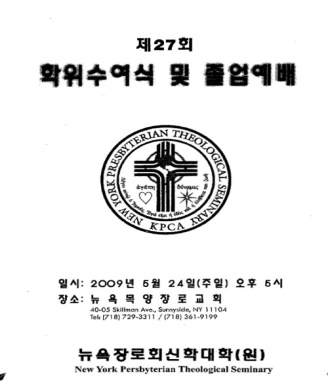 제27회
학위수여식 및 졸업예배
NEW YORK PRESBYTERIAN THEOLOGICAL SEMINARY
ἀγάπη δύναμις
KPCA
일시: 2009년 5월 24일(주일) 오후 5시
장소: 뉴욕목양장로교회
40-05 Skillman Ave., Sunnyside, NY 11104
Tel: (718) 729-3311 / (718) 361-9199
뉴욕장로회신학대학(원)
New York Persbyterian Theological Seminary